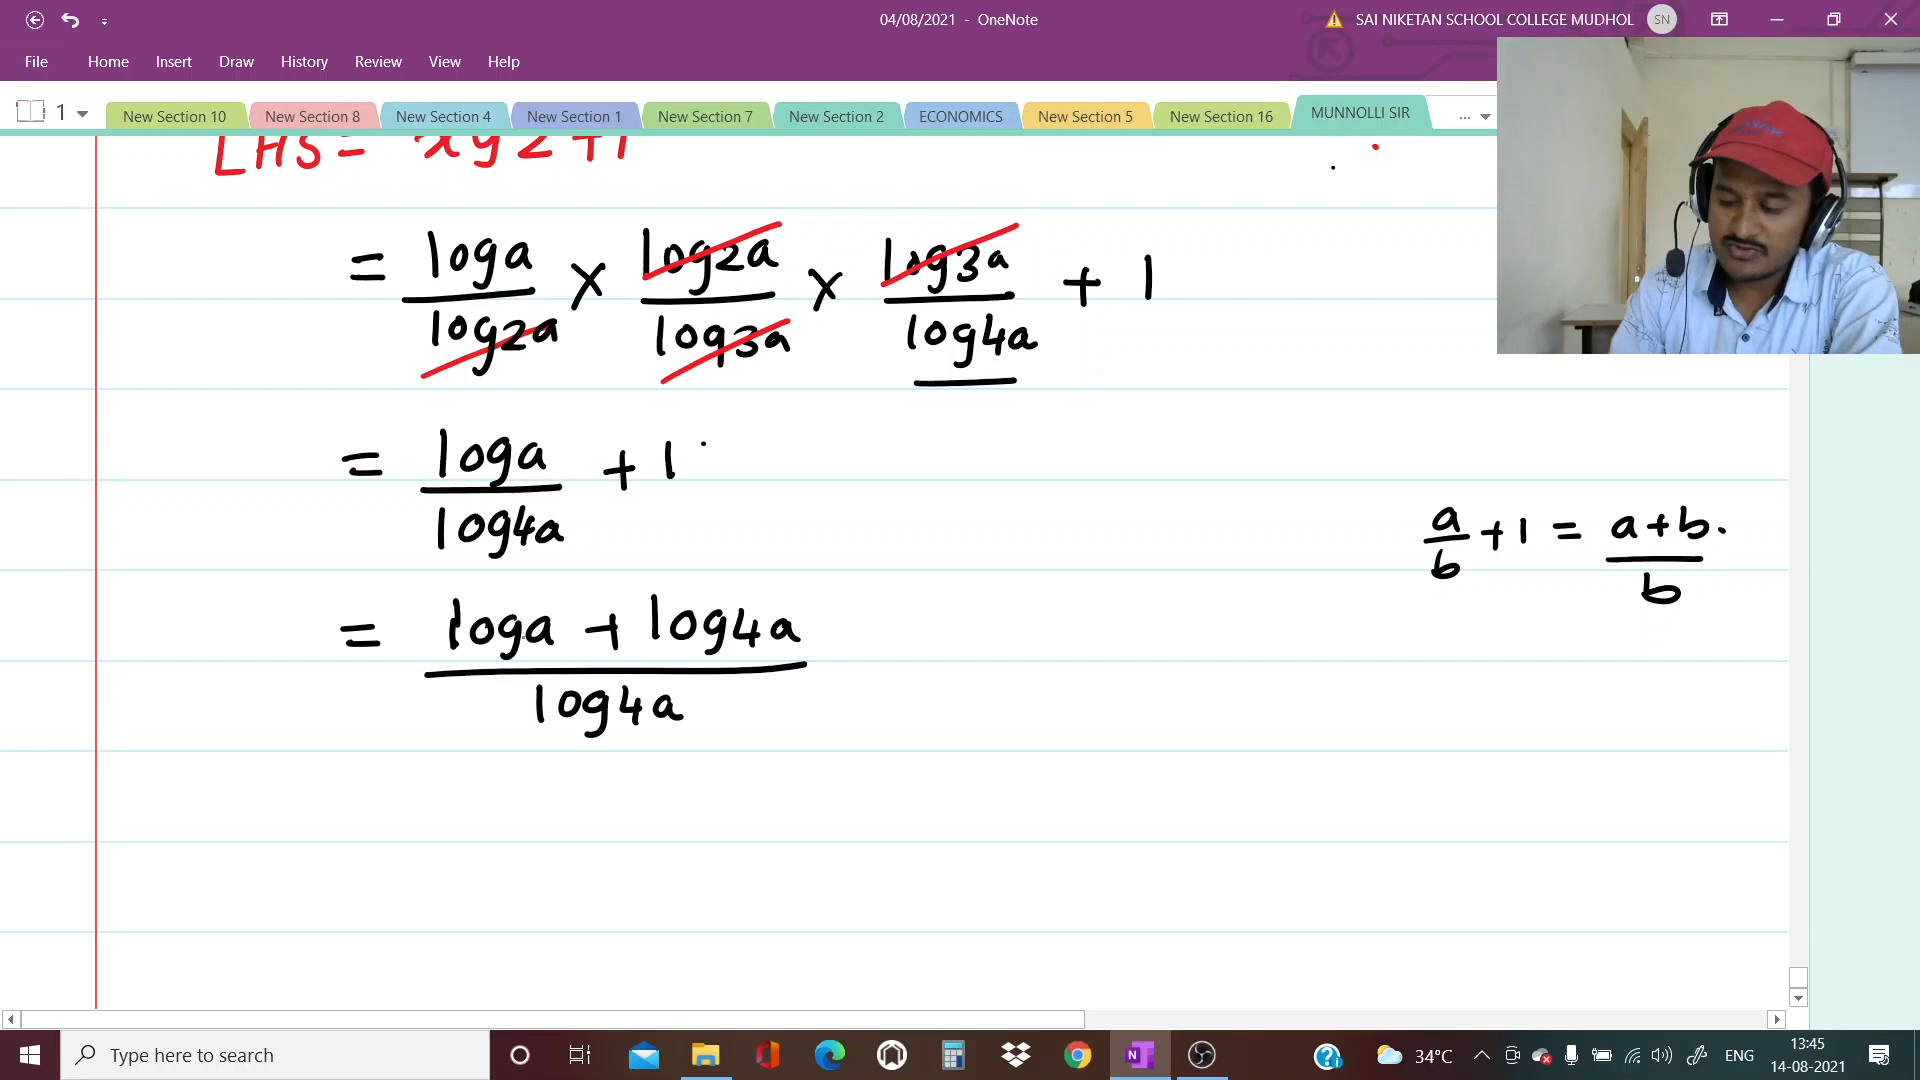 04/08/2021 - OneNote
SAI NIKETAN SCHOOL COLLEGE MUDHOL SN
File Home Insert Draw History Review View Help
1 New Section 10 New Section 8 New Section 4 New Section 1 New Section 7 New Section 2 ECONOMICS New Section 5 New Section 16 MUNNOLLI SIR ...
LHS = xyz+1
= loga/log2a × log2a/log3a × log3a/log4a + 1
= loga/log4a + 1
a/b + 1 = a+b/b
= loga + log4a
log4a
Type here to search
34°C ENG
13:45
14-08-2021